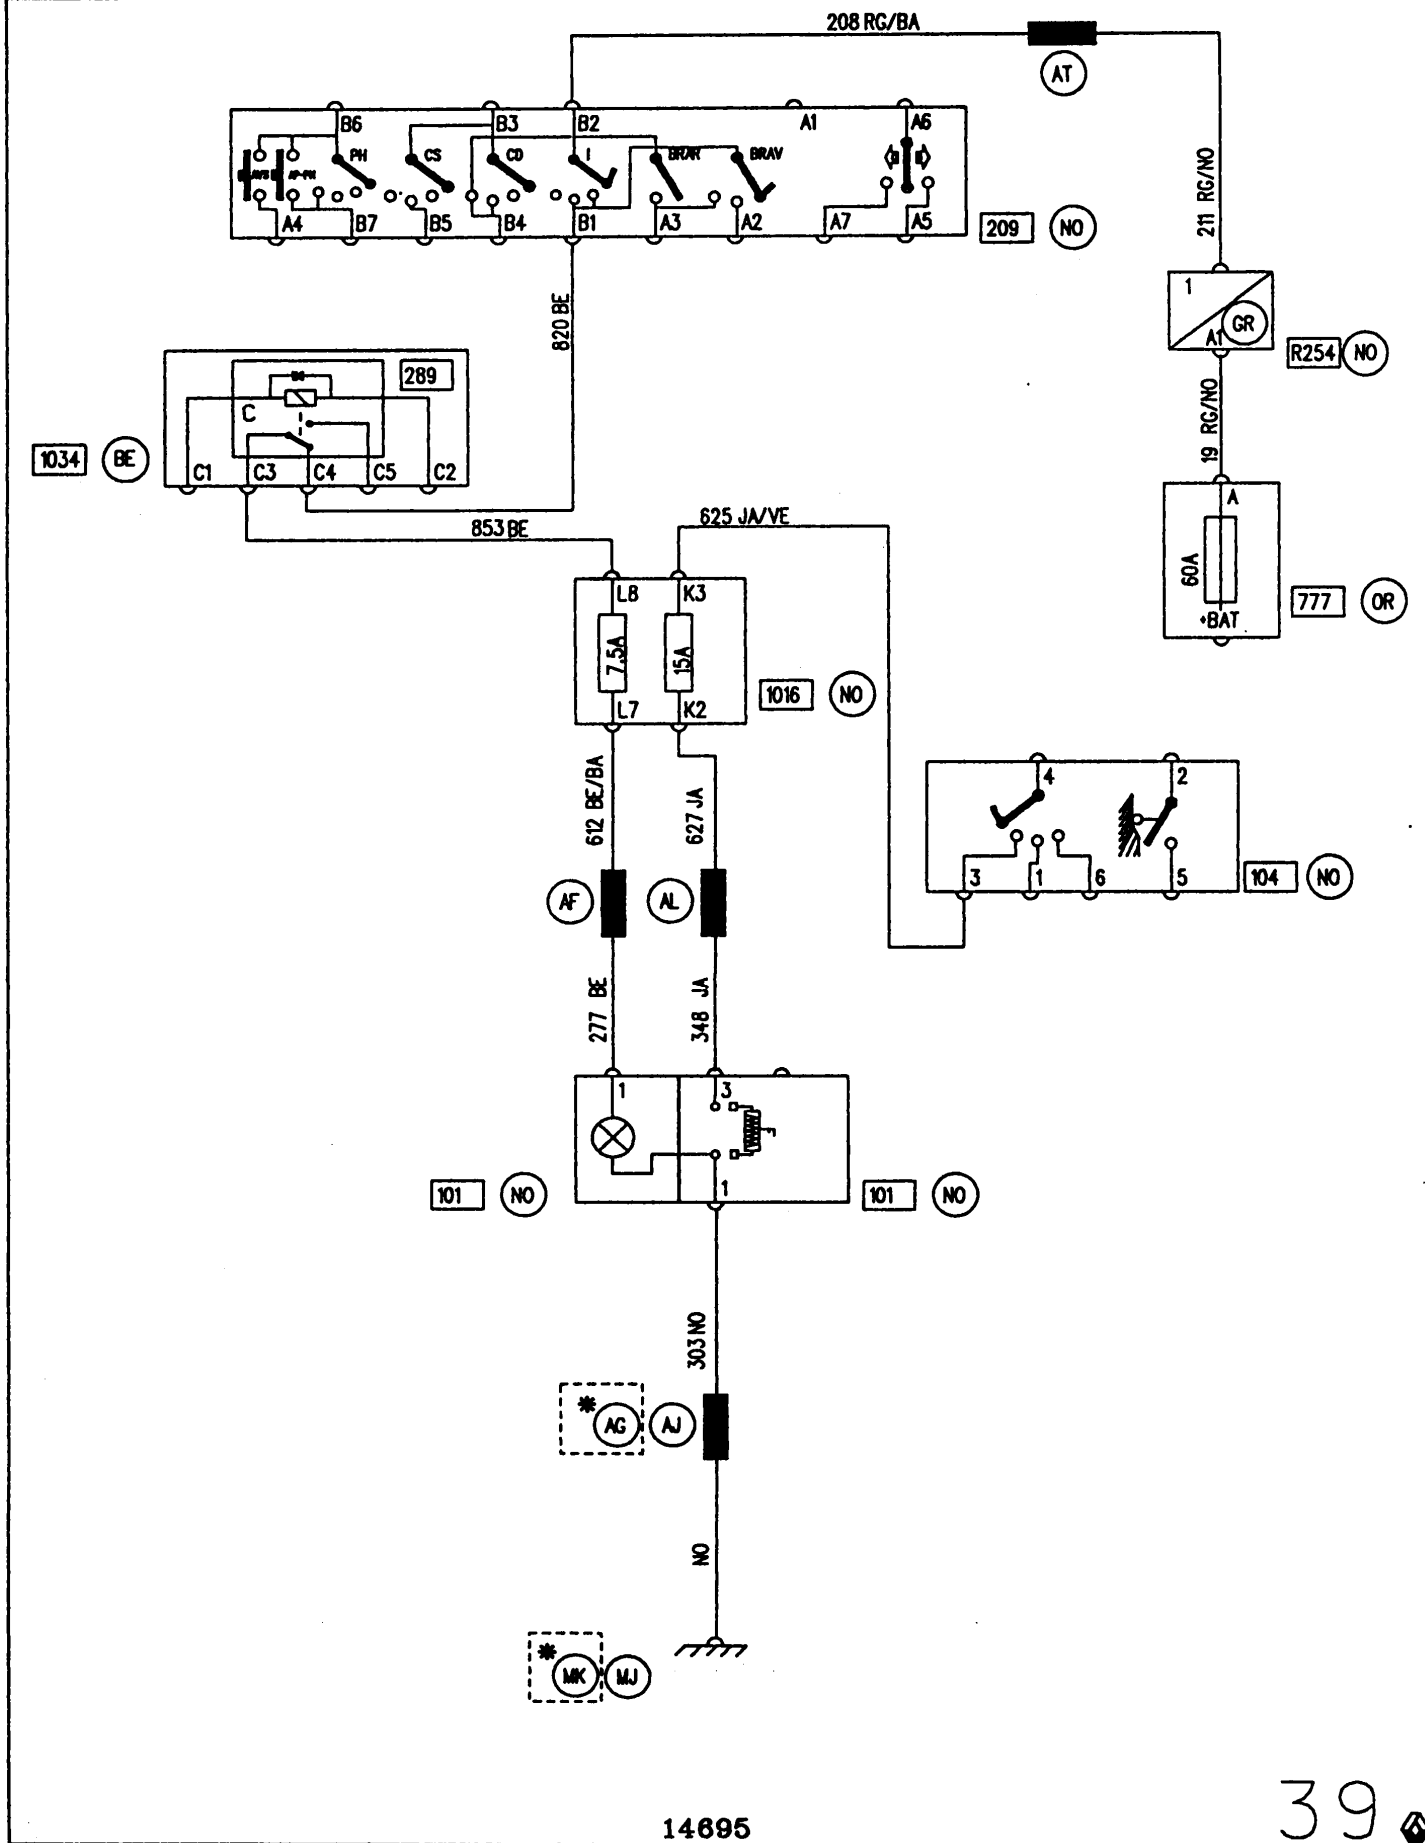 208 RG/BA
AT
B6
B3
B2
A1
A6
PH
CS
CD
I
BRAR
BRAV
AVS
AP-PH
A4
B7
B5
B4
B1
A3
A2
A7
A5
209
NO
211 RG/NO
820 BE
1
GR
A1
R254
NO
289
C
1034
BE
C1
C3
C4
C5
C2
19 RG/NO
853 BE
625 JA/VE
A
60A
+BAT
777
OR
L8
K3
7.5A
15A
L7
K2
1016
NO
612 BE/BA
627 JA
4
2
3
1
6
5
104
NO
AF
AL
277 BE
348 JA
1
3
1
101
NO
101
NO
303 NO
*
AG
AJ
NO
*
MK
MJ
14695
39